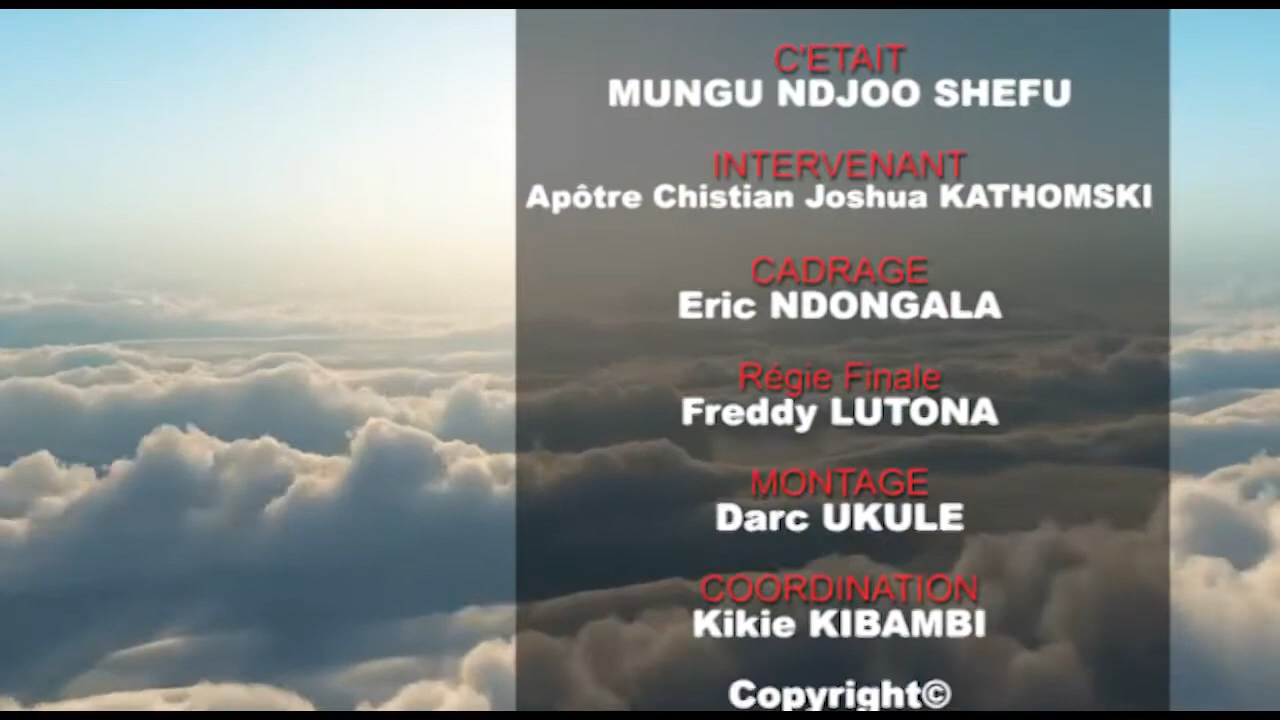 C'ETAIT
MUNGU NDJOO SHEFU
INTERVENANT
Apôtre Chistian Joshua KATHOMSKI
CADRAGE
Eric NDONGALA
Régie Finale
Freddy LUTONA
MONTAGE
Darc UKULE
COORDINATION
Kikie KIBAMBI
Copyright©